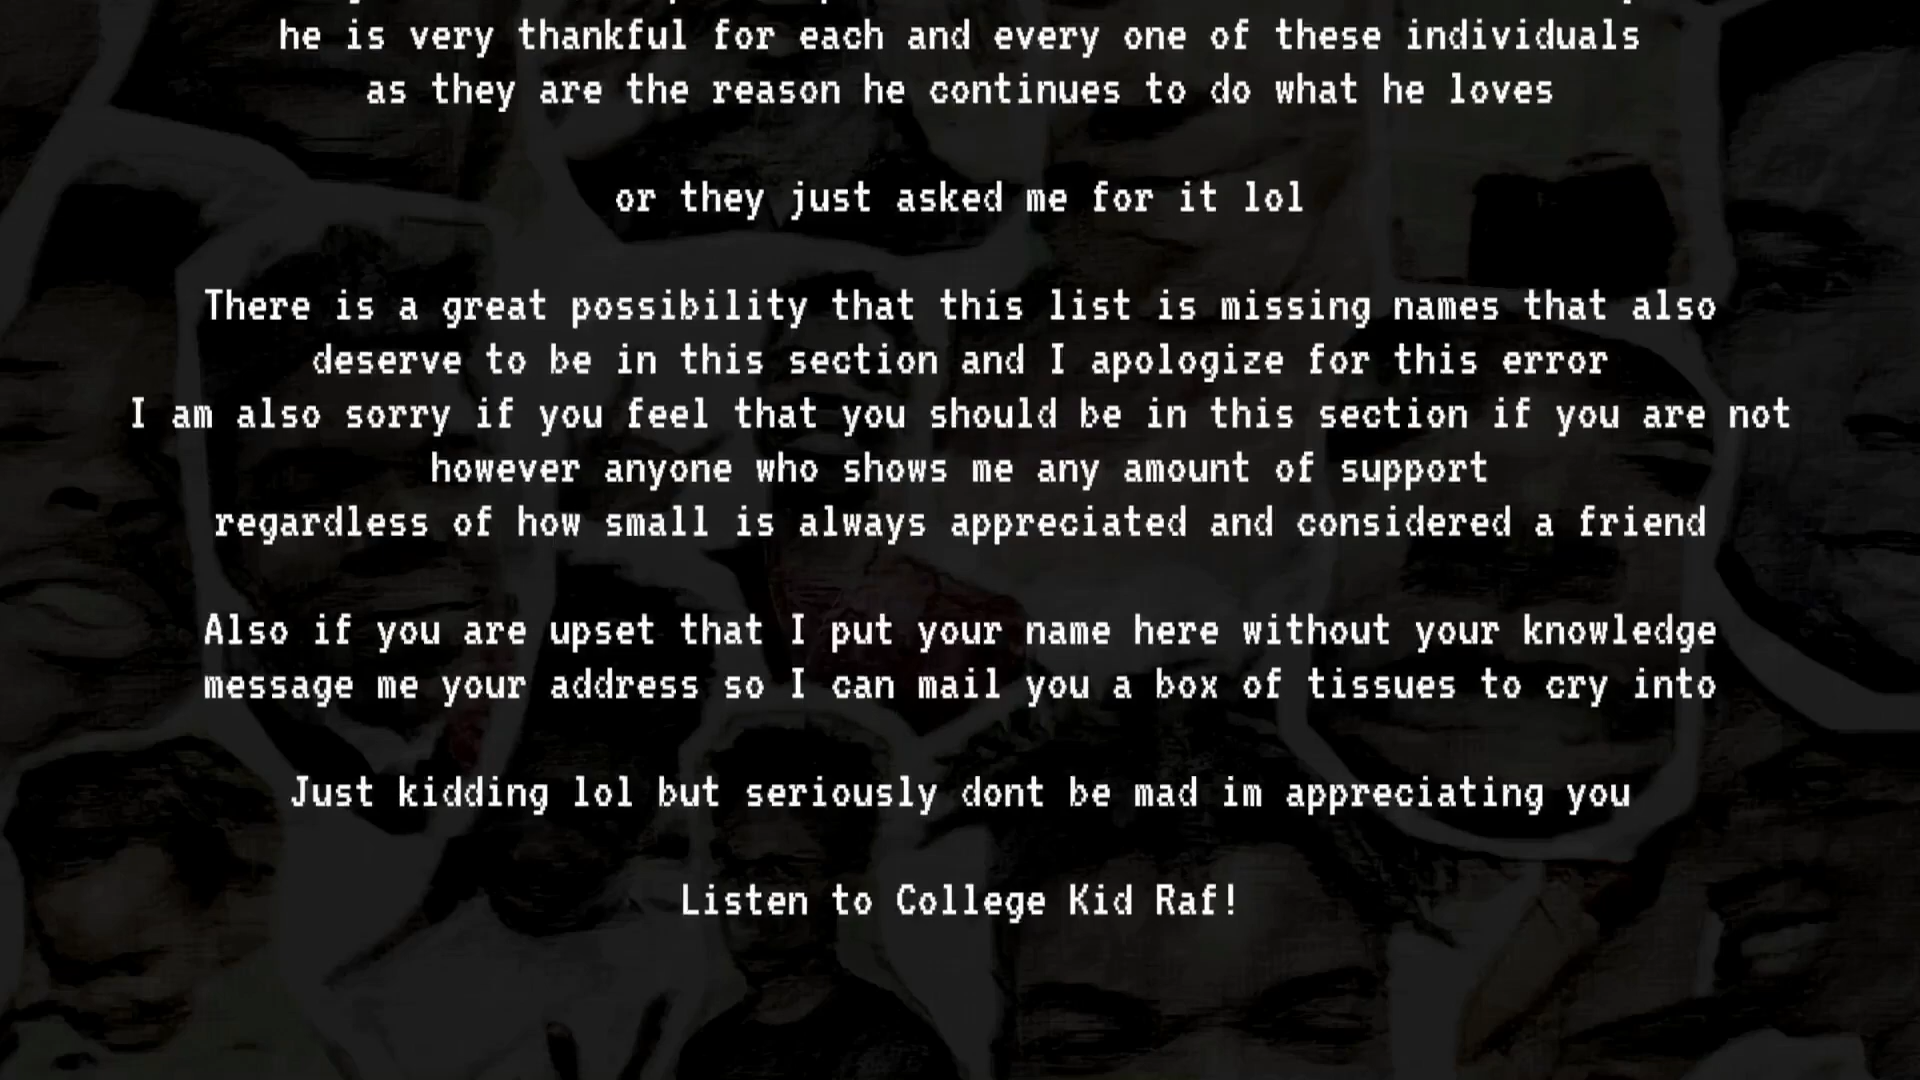 he is very thankful for each and every one of these individuals
as they are the reason he continues to do what he loves
or they just asked me for it lol
There is a great possibility that this list is missing names that also
deserve to be in this section and I apologize for this error
I am also sorry if you feel that you should be in this section if you are not
however anyone who shows me any amount of support
regardless of how small is always appreciated and considered a friend
Also if you are upset that I put your name here without your knowledge
message me your address so I can mail you a box of tissues to cry into
Just kidding lol but seriously dont be mad im appreciating you
Listen to College Kid Raf!